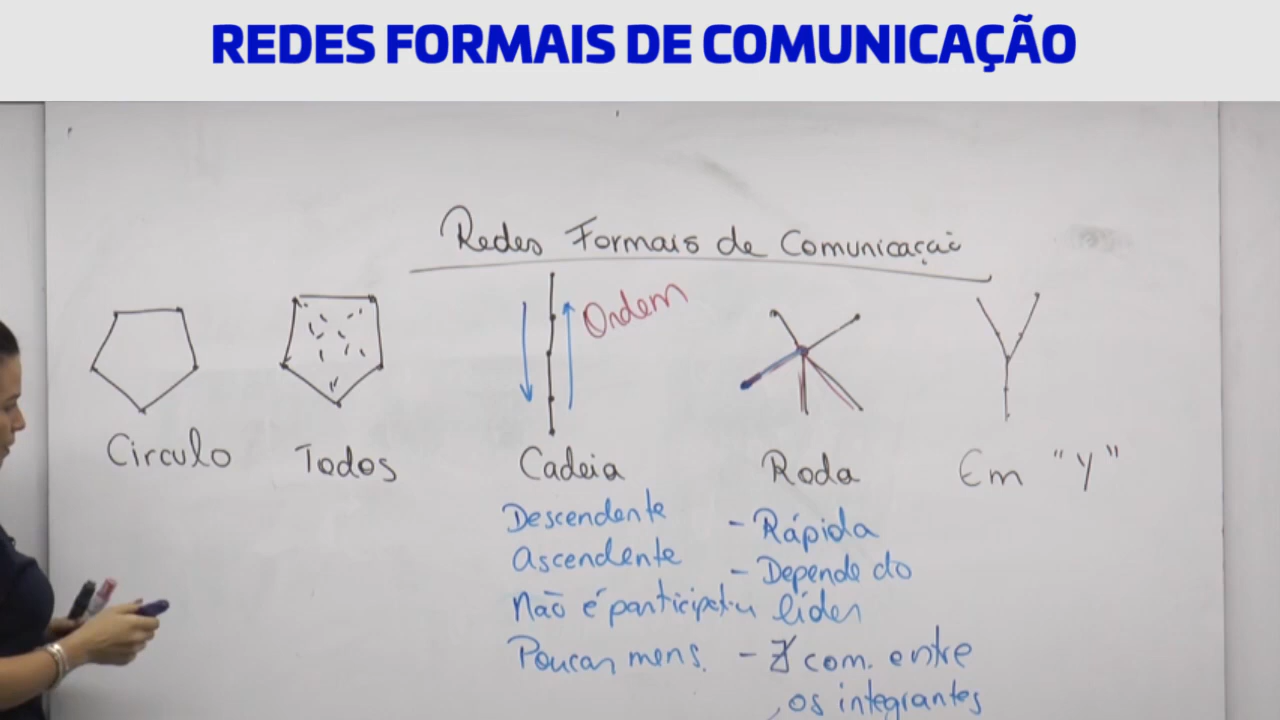 REDES FORMAIS DE COMUNICAÇÃO
Redes Formais de Comunicação
Ordem
Circulo
Todos
Cadeia
Roda
Em "Y"
Descendente
Ascendente
Não é participativa
Poucas mens.
- Rápida
- Depende do
líder
- ∄ com. entre
os integrantes